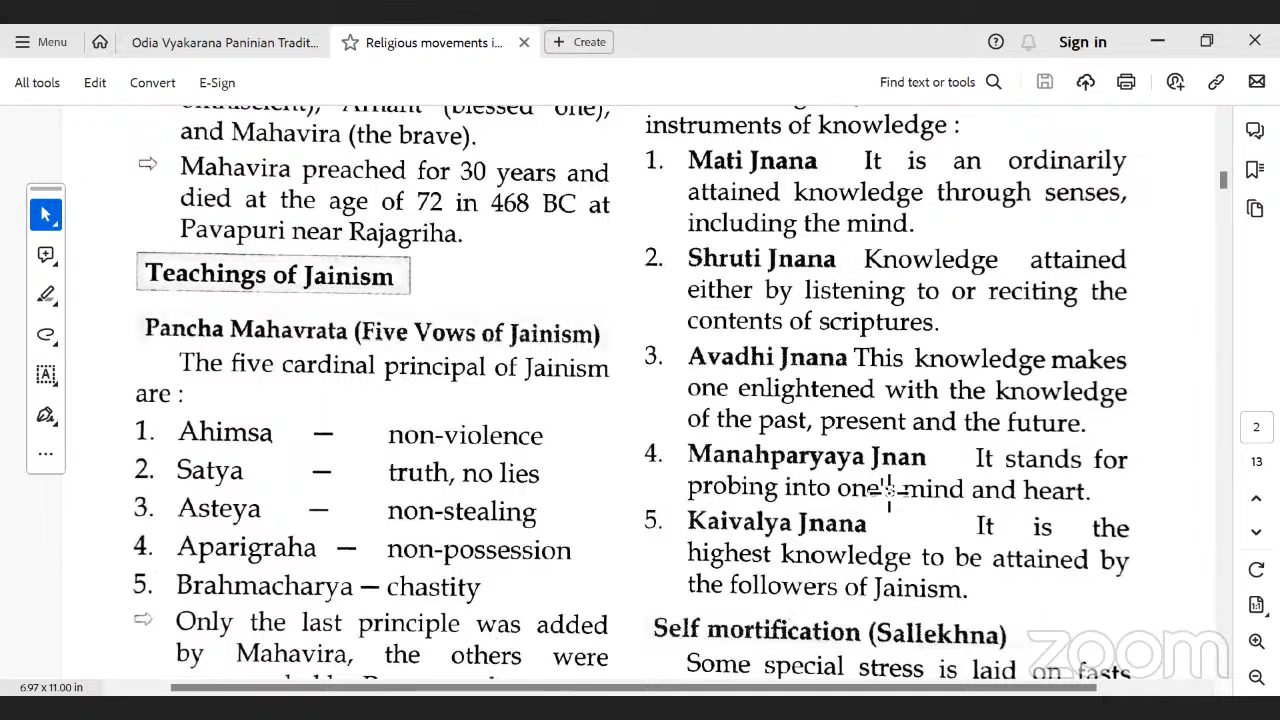 Menu
Odia Vyakarana Paninian Tradit...
Religious movements i...
Create
Sign in
All tools
Edit
Convert
E-Sign
Find text or tools
(blessed one),
and Mahavira (the brave).
⇨ Mahavira preached for 30 years and
died at the age of 72 in 468 BC at
Pavapuri near Rajagriha.
Teachings of Jainism
Pancha Mahavrata (Five Vows of Jainism)
The five cardinal principal of Jainism
are :
1. Ahimsa – non-violence
2. Satya – truth, no lies
3. Asteya – non-stealing
4. Aparigraha – non-possession
5. Brahmacharya – chastity
⇨ Only the last principle was added
by Mahavira, the others were
instruments of knowledge :
1. Mati Jnana It is an ordinarily
attained knowledge through senses,
including the mind.
2. Shruti Jnana Knowledge attained
either by listening to or reciting the
contents of scriptures.
3. Avadhi Jnana This knowledge makes
one enlightened with the knowledge
of the past, present and the future.
4. Manahparyaya Jnan It stands for
probing into one's mind and heart.
5. Kaivalya Jnana It is the
highest knowledge to be attained by
the followers of Jainism.
Self mortification (Sallekhna)
Some special stress is laid on fasts
2
13
6.97 x 11.00 in
zoom